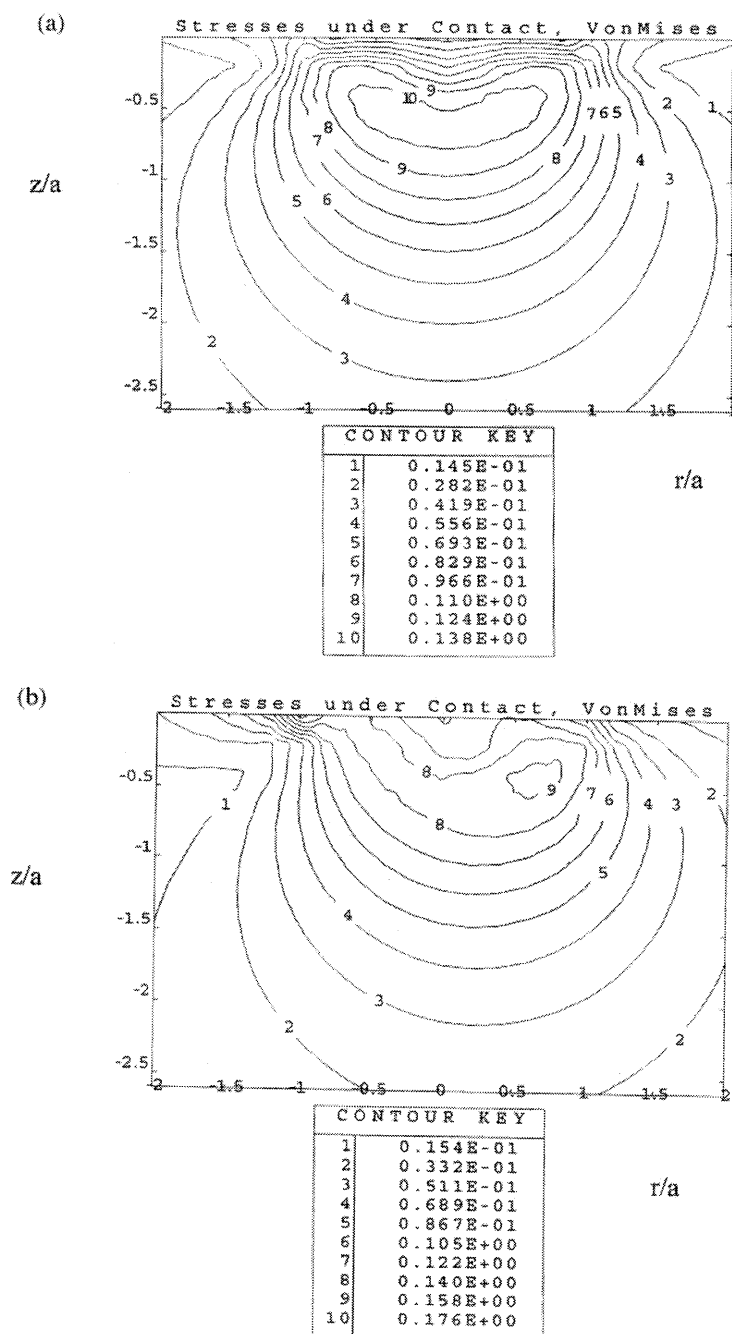 (a)
Stresses under Contact, VonMises
10 9
-0.5
8
7 6 5
2
1
7
8
z/a
-1
9
4
3
5 6
-1.5
4
-2
2
3
-2.5
-2 -1.5 -1 -0.5 0 0.5 1 1.5 2
CONTOUR KEY
1 0.145E-01
2 0.282E-01
3 0.419E-01
4 0.556E-01
5 0.693E-01
6 0.829E-01
7 0.966E-01
8 0.110E+00
9 0.124E+00
10 0.138E+00
r/a
(b)
Stresses under Contact, VonMises
-0.5
8
9 7 6 4 3 2
1
8
z/a
-1
5
-1.5
4
-2
3
2
2
-2.5
-2 -1.5 -1 -0.5 0 0.5 1 1.5 2
CONTOUR KEY
1 0.154E-01
2 0.332E-01
3 0.511E-01
4 0.689E-01
5 0.867E-01
6 0.105E+00
7 0.122E+00
8 0.140E+00
9 0.158E+00
10 0.176E+00
r/a